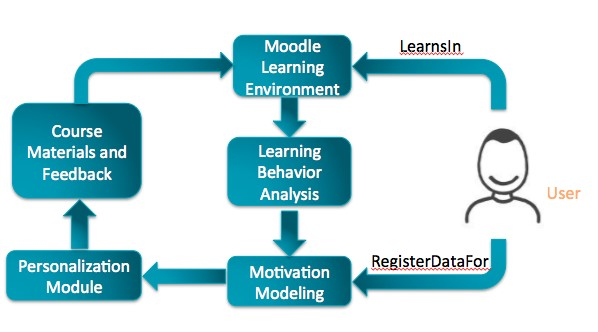 Moodle
Learning
Environment
LearnsIn
Course
Materials and
Feedback
Learning
Behavior
Analysis
User
Personalization
Module
Motivation
Modeling
RegisterDataFor